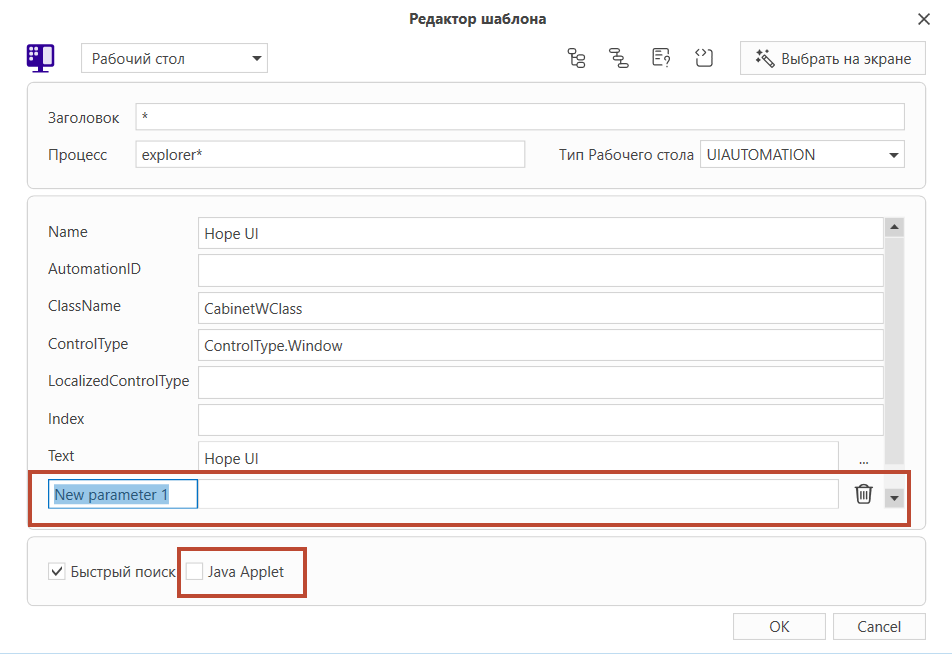 Редактор шаблона
Рабочий стол
Выбрать на экране
Заголовок *
Процесс explorer* Тип Рабочего стола UIAUTOMATION
Name Hope UI
AutomationID
ClassName CabinetWClass
ControlType ControlType.Window
LocalizedControlType
Index
Text Hope UI ...
New parameter 1
Быстрый поиск Java Applet
OK Cancel